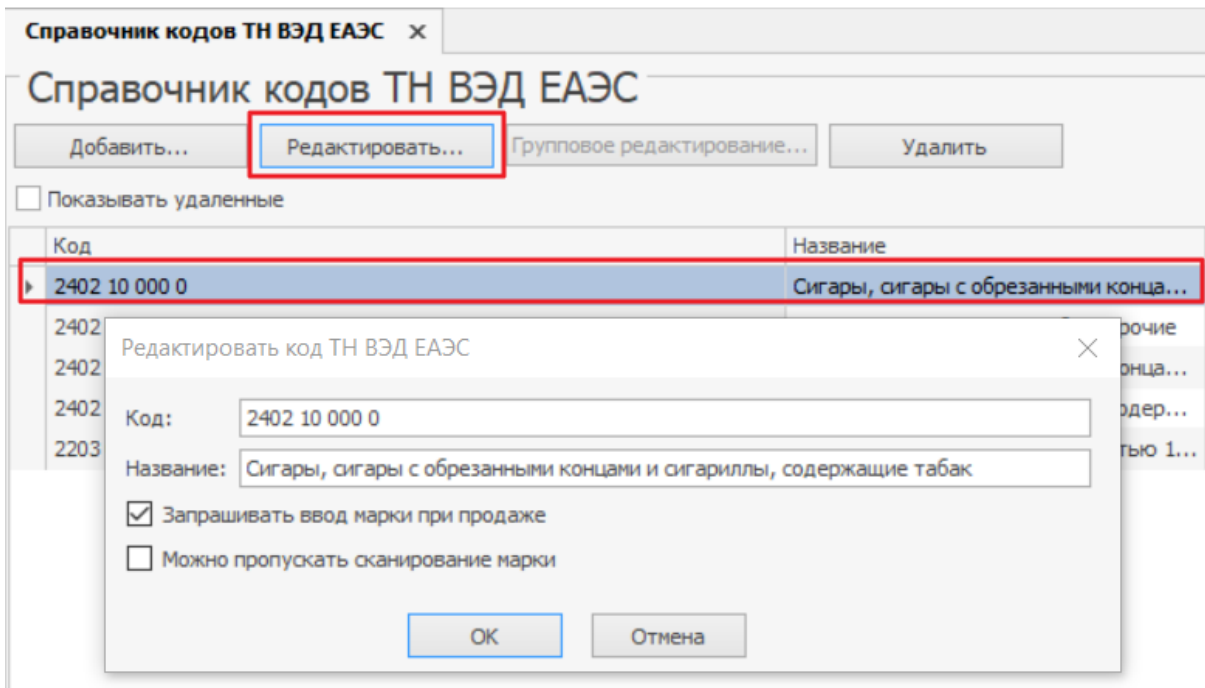 Справочник кодов ТН ВЭД ЕАЭС
Справочник кодов ТН ВЭД ЕАЭС
Добавить... Редактировать... Групповое редактирование... Удалить
Показывать удаленные
Код Название
2402 10 000 0 Сигары, сигары с обрезанными конца...
2402
Редактировать код ТН ВЭД ЕАЭС
2402
Код: 2402 10 000 0
2402
2203 тью 1...
Название: Сигары, сигары с обрезанными концами и сигариллы, содержащие табак
Запрашивать ввод марки при продаже
Можно пропускать сканирование марки
ОК Отмена